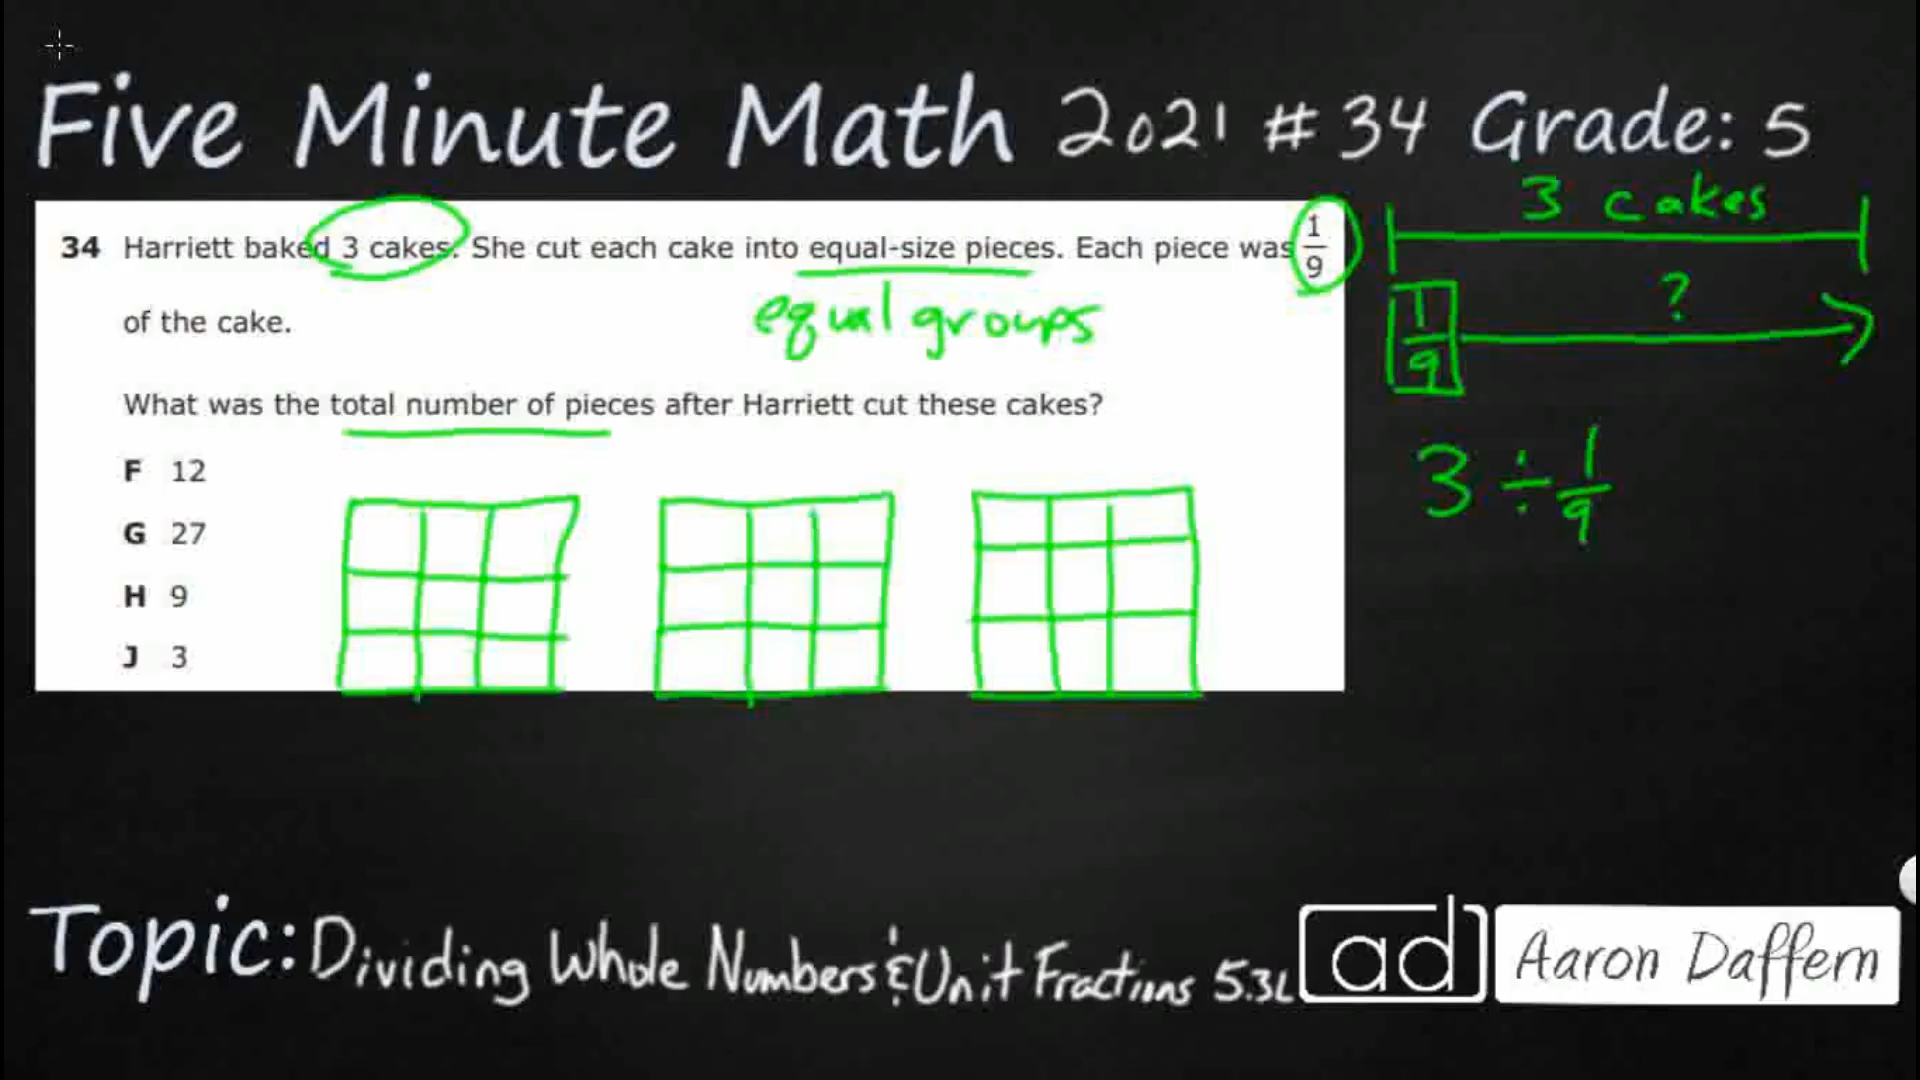 Five Minute Math 2021 # 34 Grade: 5
3 cakes
34 Harriett baked 3 cakes. She cut each cake into equal-size pieces. Each piece was 1/9
of the cake.
equal groups
?
1/9
What was the total number of pieces after Harriett cut these cakes?
3 ÷ 1/9
F 12
G 27
H 9
J 3
Topic: Dividing Whole Numbers & Unit Fractions 5.3L
ad Aaron Daffern